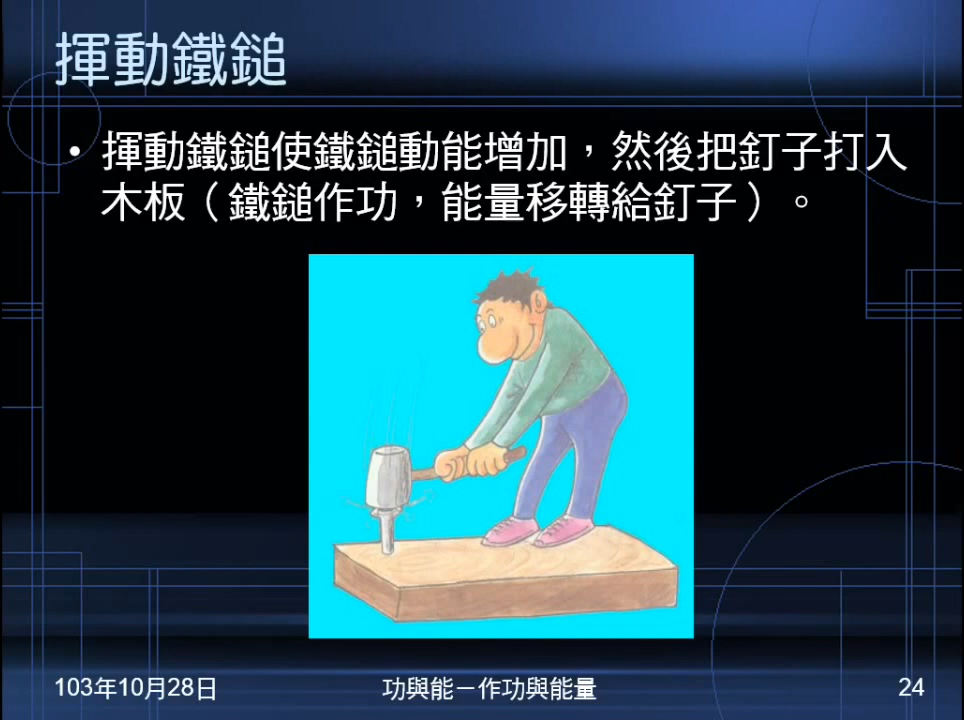 揮動鐵鎚
• 揮動鐵鎚使鐵鎚動能增加，然後把釘子打入
木板（鐵鎚作功，能量移轉給釘子）。
103年10月28日
功與能－作功與能量
24